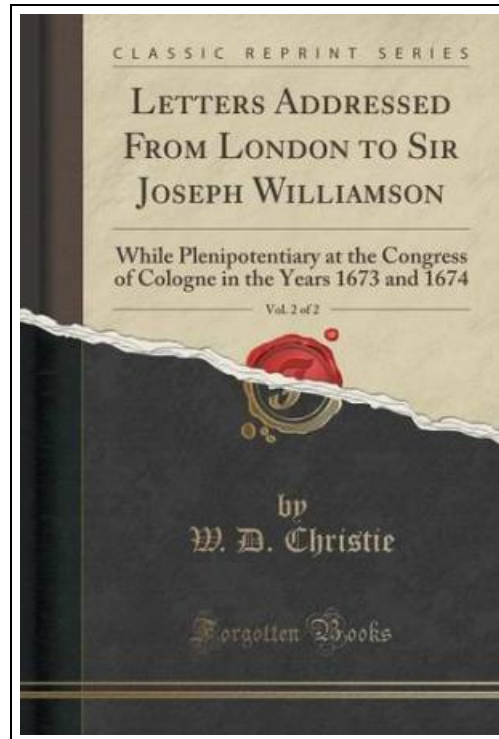 CLASSIC REPRINT SERIES
LETTERS ADDRESSED
FROM LONDON TO SIR
JOSEPH WILLIAMSON
While Plenipotentiary at the Congress
of Cologne in the Years 1673 and 1674
Vol. 2 of 2
by
W. D. Christie
Forgotten Books